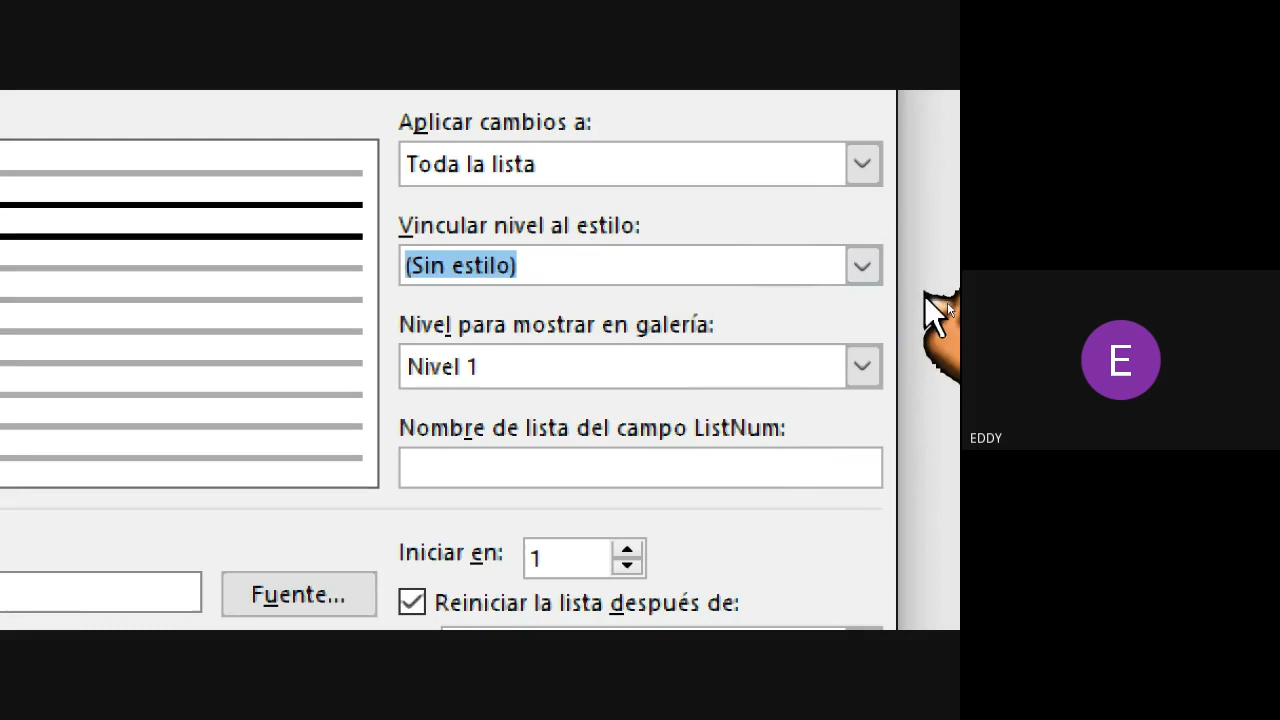 Aplicar cambios a:
Toda la lista
Vincular nivel al estilo:
(Sin estilo)
Nivel para mostrar en galería:
Nivel 1
Nombre de lista del campo ListNum:
Iniciar en: 1
Fuente...
Reiniciar la lista después de:
E
EDDY